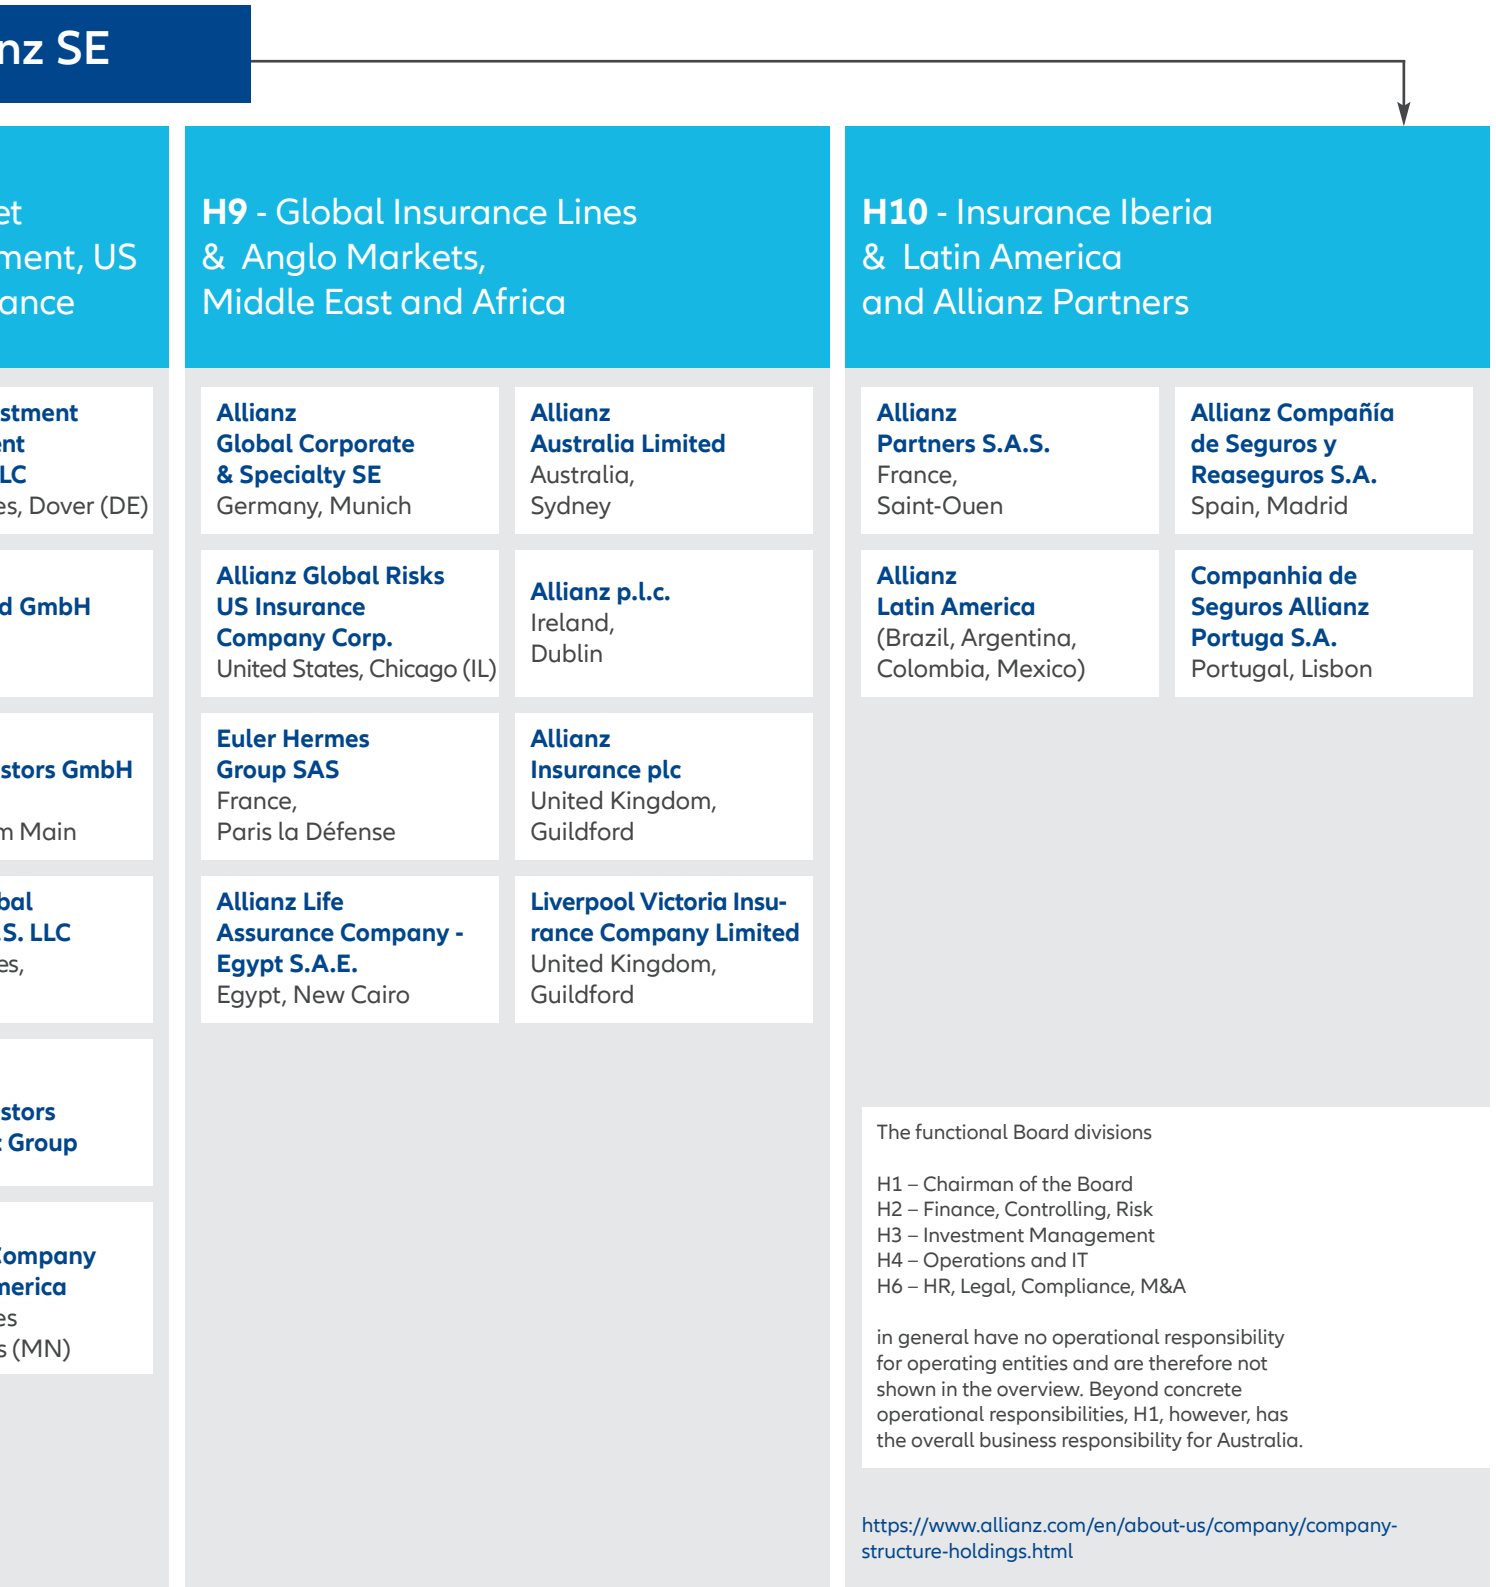 nz SE
et
ment, US
ance
stment
ent
LC
es, Dover (DE)
d GmbH
stors GmbH
m Main
bal
.S. LLC
es,
stors
t Group
Company
merica
es
s (MN)
H9 - Global Insurance Lines
& Anglo Markets,
Middle East and Africa
Allianz
Global Corporate
& Specialty SE
Germany, Munich
Allianz
Australia Limited
Australia,
Sydney
Allianz Global Risks
US Insurance
Company Corp.
United States, Chicago (IL)
Allianz p.l.c.
Ireland,
Dublin
Euler Hermes
Group SAS
France,
Paris la Défense
Allianz
Insurance plc
United Kingdom,
Guildford
Allianz Life
Assurance Company -
Egypt S.A.E.
Egypt, New Cairo
Liverpool Victoria Insu-
rance Company Limited
United Kingdom,
Guildford
H10 - Insurance Iberia
& Latin America
and Allianz Partners
Allianz
Partners S.A.S.
France,
Saint-Ouen
Allianz Compañía
de Seguros y
Reaseguros S.A.
Spain, Madrid
Allianz
Latin America
(Brazil, Argentina,
Colombia, Mexico)
Companhia de
Seguros Allianz
Portuga S.A.
Portugal, Lisbon
The functional Board divisions
H1 – Chairman of the Board
H2 – Finance, Controlling, Risk
H3 – Investment Management
H4 – Operations and IT
H6 – HR, Legal, Compliance, M&A
in general have no operational responsibility
for operating entities and are therefore not
shown in the overview. Beyond concrete
operational responsibilities, H1, however, has
the overall business responsibility for Australia.
https://www.allianz.com/en/about-us/company/company-
structure-holdings.html